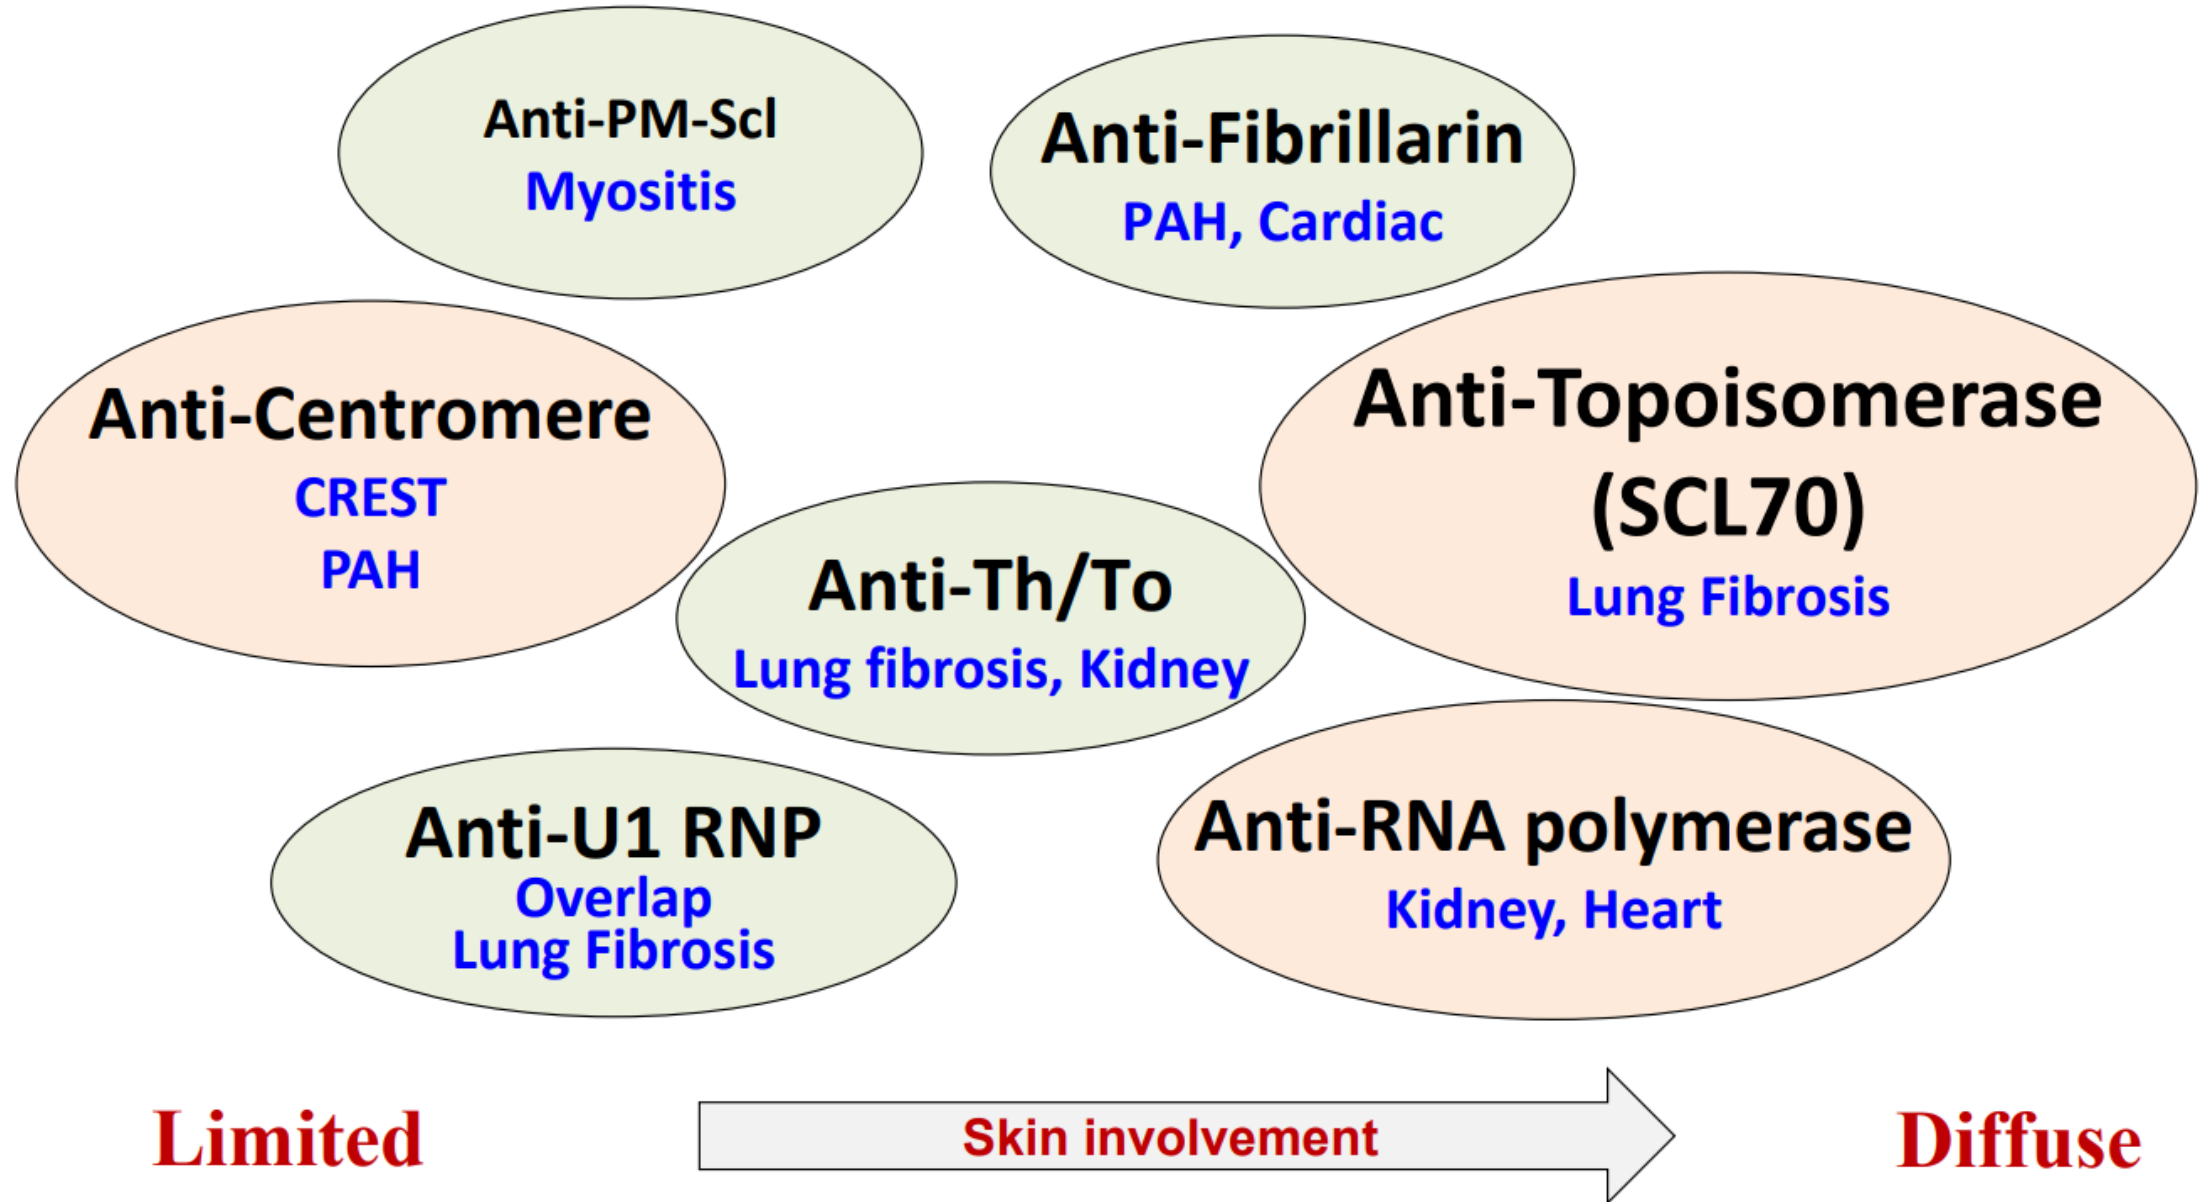 Anti-PM-Scl
Myositis
Anti-Fibrillarin
PAH, Cardiac
Anti-Centromere
CREST
PAH
Anti-Topoisomerase
(SCL70)
Lung Fibrosis
Anti-Th/To
Lung fibrosis, Kidney
Anti-U1 RNP
Overlap
Lung Fibrosis
Anti-RNA polymerase
Kidney, Heart
Limited
Skin involvement
Diffuse